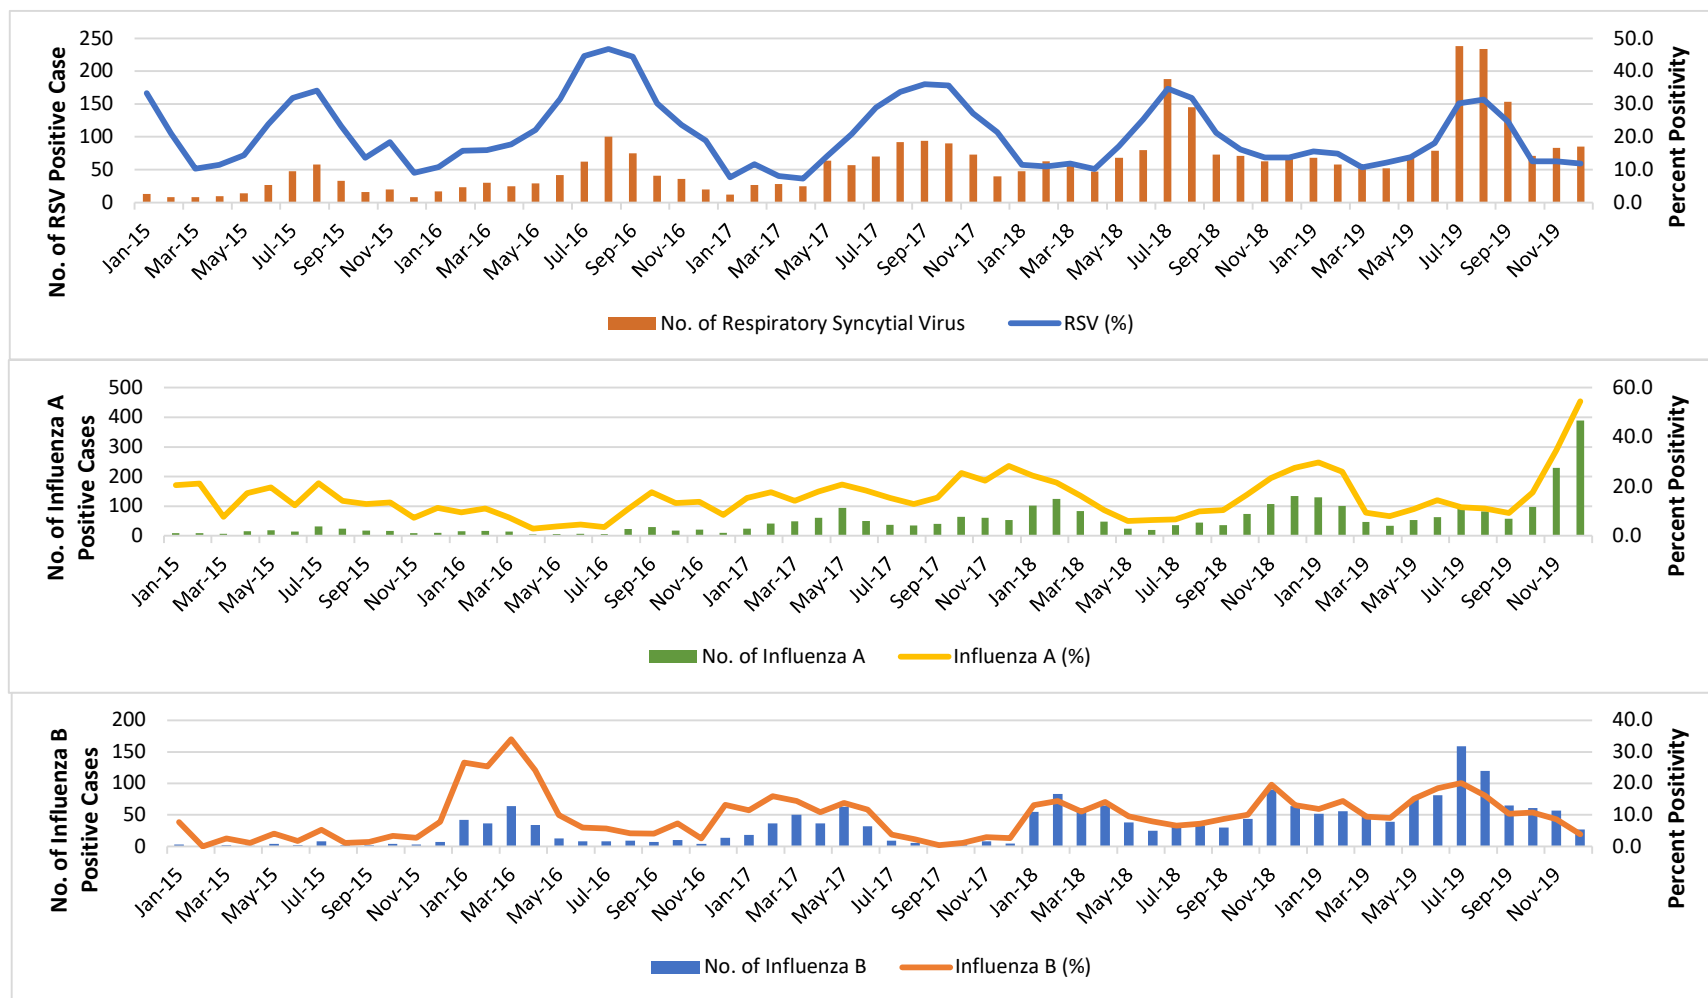 No. of RSV Positive Case
250
200
150
100
50
0
50.0
40.0
30.0
20.0
10.0
0.0
Percent Positivity
Jan-15 Mar-15 May-15 Jul-15 Sep-15 Nov-15 Jan-16 Mar-16 May-16 Jul-16 Sep-16 Nov-16 Jan-17 Mar-17 May-17 Jul-17 Sep-17 Nov-17 Jan-18 Mar-18 May-18 Jul-18 Sep-18 Nov-18 Jan-19 Mar-19 May-19 Jul-19 Sep-19 Nov-19
No. of Respiratory Syncytial Virus RSV (%)
No. of Influenza A
Positive Cases
500
400
300
200
100
0
60.0
40.0
20.0
0.0
Percent Positivity
Jan-15 Mar-15 May-15 Jul-15 Sep-15 Nov-15 Jan-16 Mar-16 May-16 Jul-16 Sep-16 Nov-16 Jan-17 Mar-17 May-17 Jul-17 Sep-17 Nov-17 Jan-18 Mar-18 May-18 Jul-18 Sep-18 Nov-18 Jan-19 Mar-19 May-19 Jul-19 Sep-19 Nov-19
No. of Influenza A Influenza A (%)
No. of Influenza B
Positive Cases
200
150
100
50
0
40.0
30.0
20.0
10.0
0.0
Percent Positivity
Jan-15 Mar-15 May-15 Jul-15 Sep-15 Nov-15 Jan-16 Mar-16 May-16 Jul-16 Sep-16 Nov-16 Jan-17 Mar-17 May-17 Jul-17 Sep-17 Nov-17 Jan-18 Mar-18 May-18 Jul-18 Sep-18 Nov-18 Jan-19 Mar-19 May-19 Jul-19 Sep-19 Nov-19
No. of Influenza B Influenza B (%)